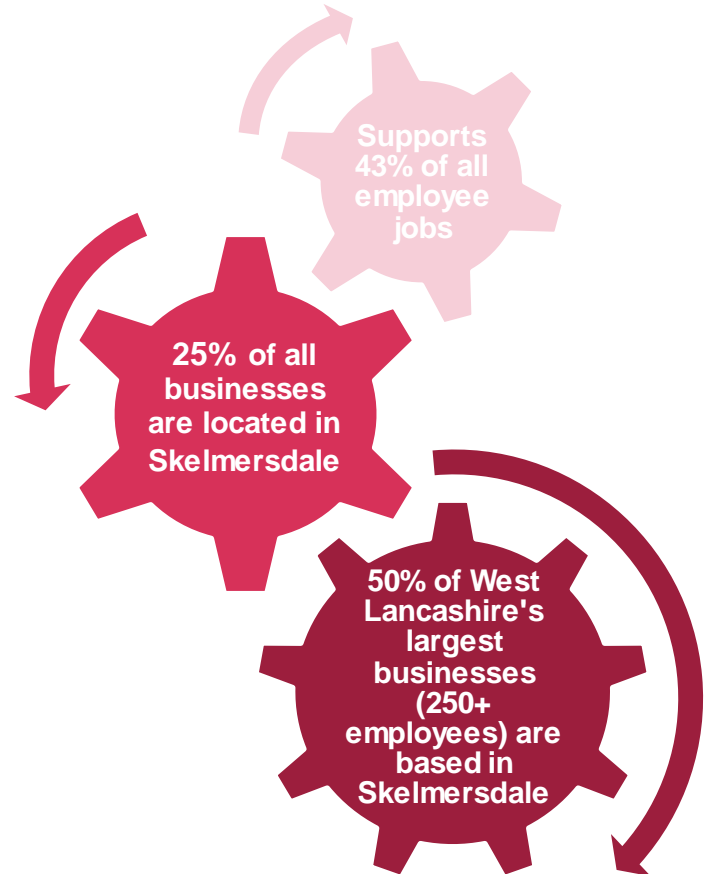 Supports
43% of all
employee
jobs
25% of all
businesses
are located in
Skelmersdale
50% of West
Lancashire's
largest
businesses
(250+
employees) are
based in
Skelmersdale